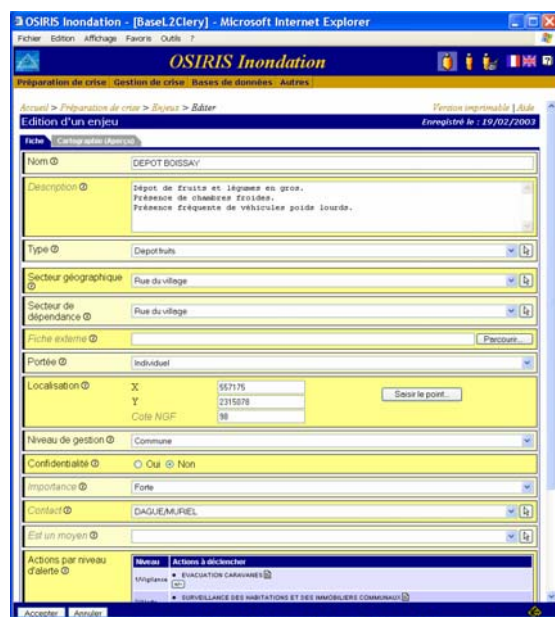 OSIRIS Inondation - [BaseL2Clery] - Microsoft Internet Explorer
Fichier Edition Affichage Favoris Outils ?
OSIRIS Inondation
Préparation de crise Gestion de crise Bases de données Autres
Accueil > Préparation de crise > Enjeux > Editer Version imprimable | Aide
Edition d'un enjeu Enregistré le : 19/02/2003
Fiche Cartographie (Aperçu)
Nom DEPOT BOISSAY
Description Dépot de fruits et légumes en gros.
Présence de chambres froides.
Présence fréquente de véhicules poids lourds.
Type Depot fruits
Secteur géographique Rue du village
Secteur de dépendance Rue du village
Fiche externe Parcourir...
Portée Individuel
Localisation X 557175 Saisir le point...
Y 2315878
Cote NGF 98
Niveau de gestion Commune
Confidentialité Oui Non
Importance Forte
Contact DAGUE/MURIEL
Est un moyen
Actions par niveau d'alerte Niveau Actions à déclencher
1/Vigilance EVACUATION CARAVANES
SURVEILLANCE DES HABITATIONS ET DES IMMOBILIERS COMMUNAUX
Accepter Annuler